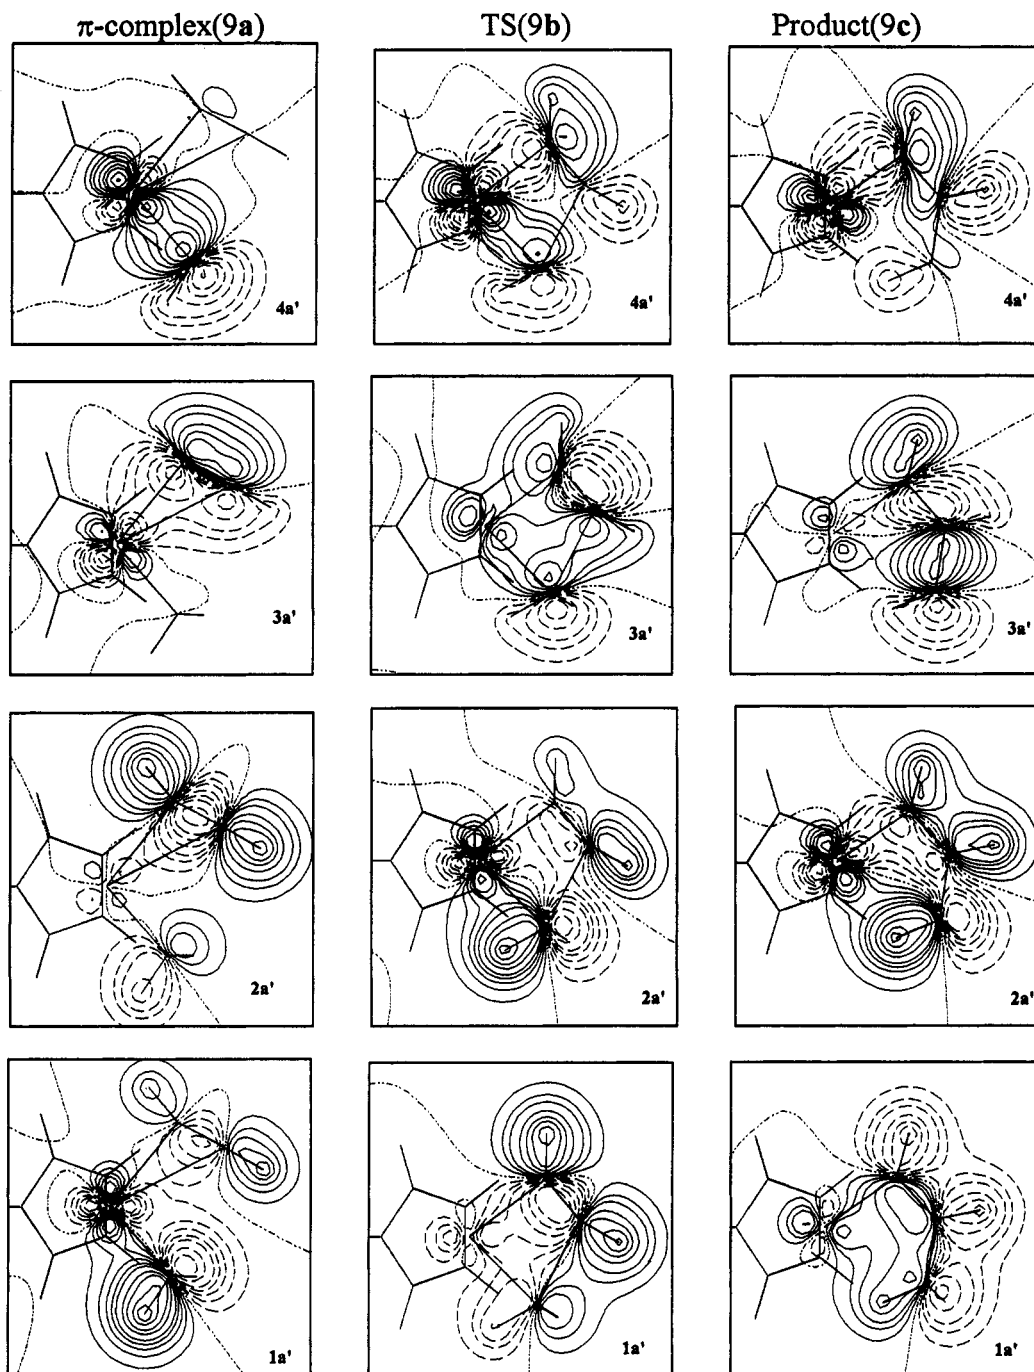 π-complex(9a) TS(9b) Product(9c)
4a' 4a' 4a'
3a' 3a' 3a'
2a' 2a' 2a'
1a' 1a' 1a'